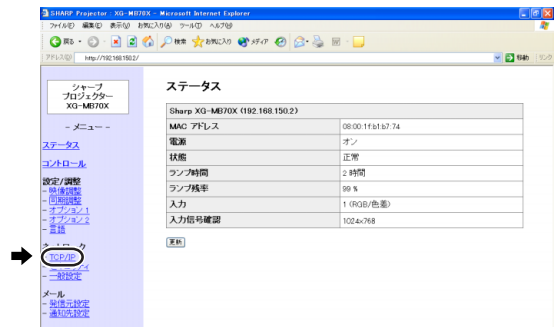 SHARP Projector : XG-MB70X - Microsoft Internet Explorer
ファイル(F) 編集(E) 表示(V) お気に入り(A) ツール(T) ヘルプ(H)
戻る 検索 お気に入り メディア
アドレス(D) http://192.168.150.2/ 移動 リンク
シャープ
プロジェクター
XG-MB70X
- メニュー -
ステータス
コントロール
設定/調整
- 映像調整
- 同期調整
- オプション 1
- オプション 2
- 言語
- TCP/IP
- 一般設定
メール
- 発信元設定
- 通知先設定
ステータス
Sharp XG-MB70X (192.168.150.2)
MAC アドレス 08:00:1f:b1:b7:74
電源 オン
状態 正常
ランプ時間 2 時間
ランプ残率 99 %
入力 1 (RGB/色差)
入力信号確認 1024×768
更新